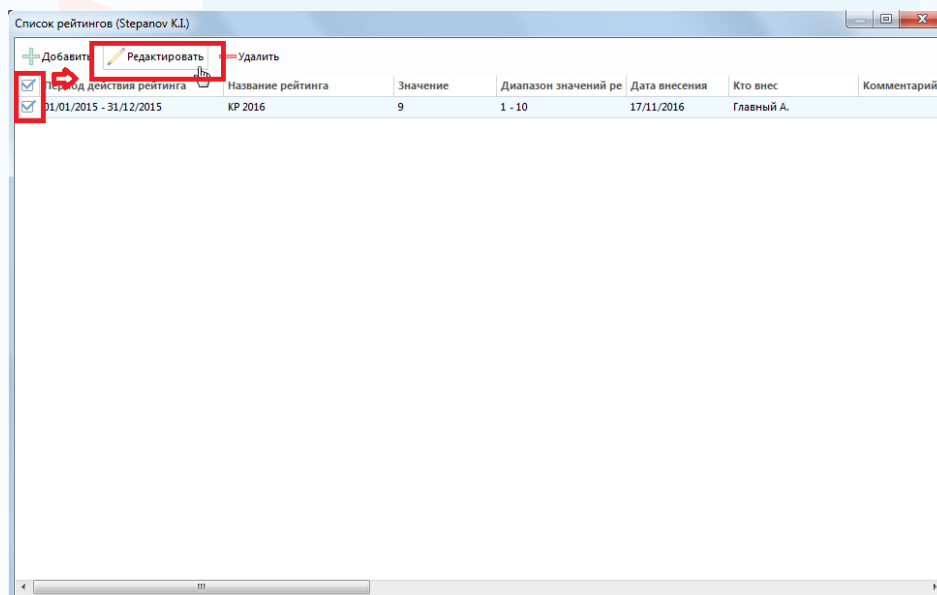 Список рейтингов (Stepanov K.I.)
Добавить Редактировать Удалить
Период действия рейтинга Название рейтинга Значение Диапазон значений ре Дата внесения Кто внес Комментарий
01/01/2015 - 31/12/2015 КР 2016 9 1 - 10 17/11/2016 Главный А.